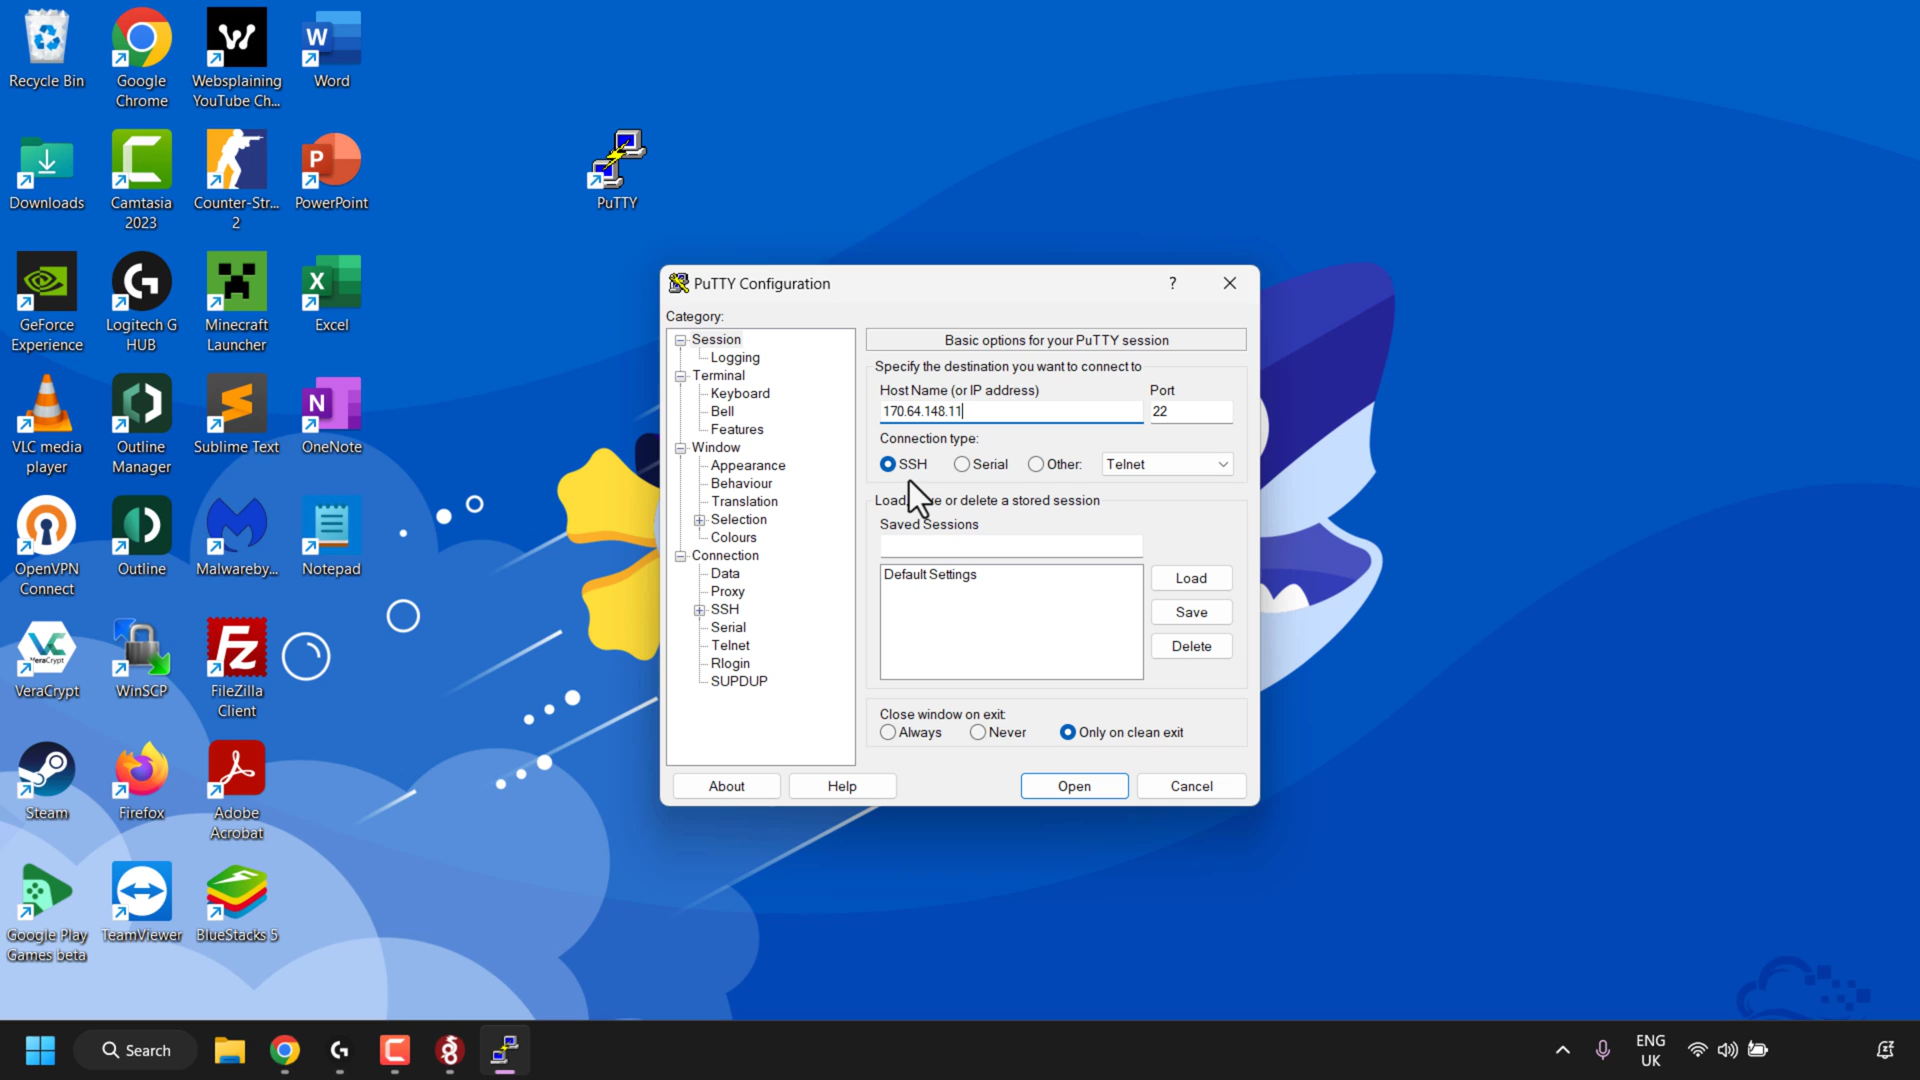 Recycle Bin
Google
Chrome
Websplaining
YouTube Ch...
W
Word
Downloads
Camtasia
2023
Counter-Str...
2
P
PowerPoint
PuTTY
GeForce
Experience
Logitech G
HUB
Minecraft
Launcher
X
Excel
VLC media
player
Outline
Manager
Sublime Text
N
OneNote
OpenVPN
Connect
Outline
Malwareby...
Notepad
VeraCrypt
VeraCrypt
WinSCP
Fz
FileZilla
Client
Steam
Firefox
Adobe
Acrobat
Google Play
Games beta
TeamViewer
BlueStacks 5
PuTTY Configuration
?
Category:
Session
Logging
Terminal
Keyboard
Bell
Features
Window
Appearance
Behaviour
Translation
Selection
Colours
Connection
Data
Proxy
SSH
Serial
Telnet
Rlogin
SUPDUP
Basic options for your PuTTY session
Specify the destination you want to connect to
Host Name (or IP address)
Port
170.64.148.11
22
Connection type:
SSH
Serial
Other:
Telnet
Load, or delete a stored session
Saved Sessions
Default Settings
Load
Save
Delete
Close window on exit:
Always
Never
Only on clean exit
About
Help
Open
Cancel
Search
ENG
UK